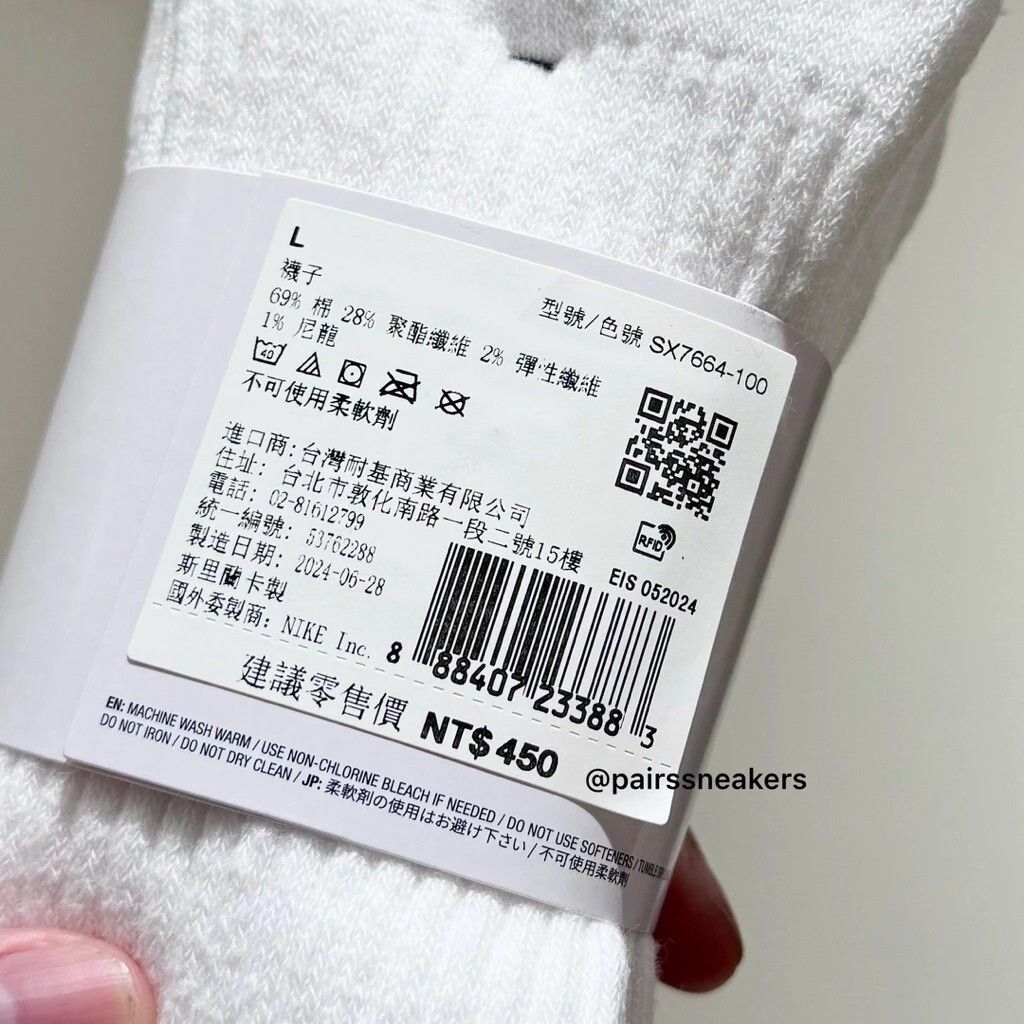 L
襪子
型號/色號 SX7664-100
69% 棉 28% 聚酯纖維 2% 彈性纖維
1% 尼龍
40
不可使用柔軟劑
RFID
EIS 052024
進口商: 台灣耐基商業有限公司
住址: 台北市敦化南路一段二號15樓
電話: 02-81612799
統一編號: 53762288
製造日期: 2024-06-28
斯里蘭卡製
國外委製商: NIKE Inc.
8 88407 23388 3
建議零售價 NT$450
@pairssneakers
EN: MACHINE WASH WARM / USE NON-CHLORINE BLEACH IF NEEDED / DO NOT USE SOFTENERS / TUMBLE
DO NOT IRON / DO NOT DRY CLEAN / JP: 柔軟剤の使用はお避け下さい / 不可使用柔軟劑